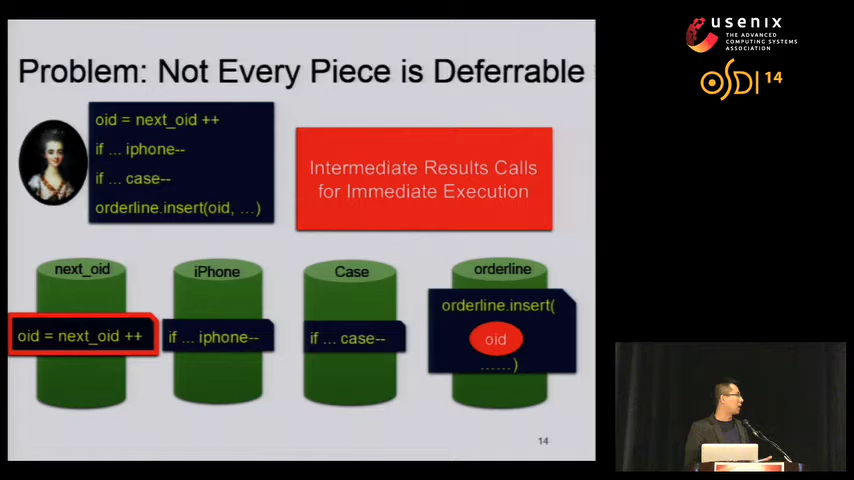 Problem: Not Every Piece is Deferrable
oid = next_oid ++
if ... iphone--
if ... case--
orderline.insert(oid, ...)
Intermediate Results Calls
for Immediate Execution
next_oid
iPhone
Case
orderline
oid = next_oid ++
if ... iphone--
if ... case--
orderline.insert(
oid
......)
14
usenix
THE ADVANCED
COMPUTING SYSTEMS
ASSOCIATION
OSDI 14